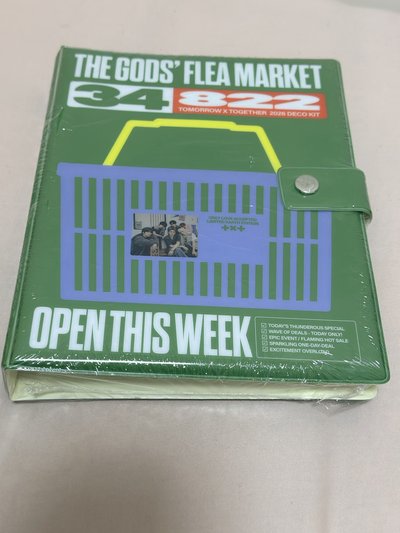 THE GODS' FLEA MARKET
34 822
TOMORROW X TOGETHER 2026 DECO KIT
OPEN THIS WEEK
TODAY'S THUNDEROUS SPECIAL
WAVE OF DEALS - TODAY ONLY!
EPIC EVENT / FLAMING HOT SALE
SPARKLING ONE-DAY-DEAL
EXCITEMENT OVERLOAD